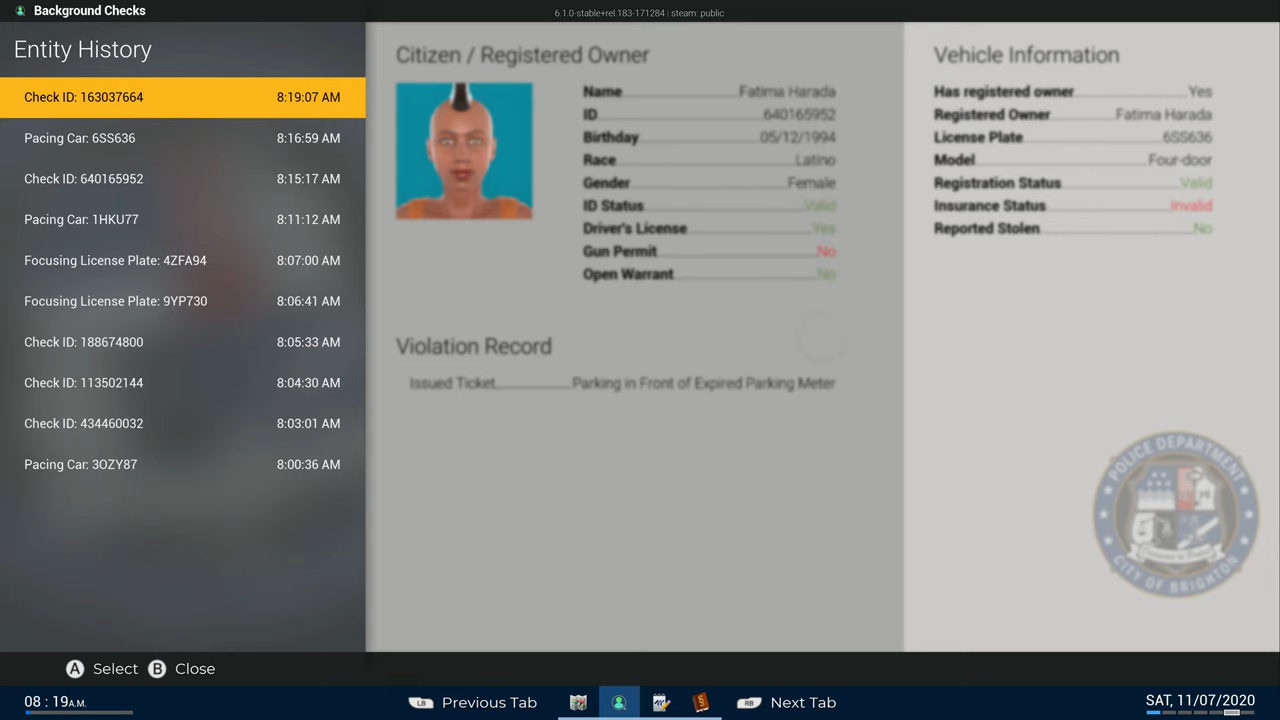 Background Checks
6.1.0-stable+rel.183-171284 | steam: public
Entity History
Check ID: 163037664 8:19:07 AM
Pacing Car: 6SS636 8:16:59 AM
Check ID: 640165952 8:15:17 AM
Pacing Car: 1HKU77 8:11:12 AM
Focusing License Plate: 4ZFA94 8:07:00 AM
Focusing License Plate: 9YP730 8:06:41 AM
Check ID: 188674800 8:05:33 AM
Check ID: 113502144 8:04:30 AM
Check ID: 434460032 8:03:01 AM
Pacing Car: 3OZY87 8:00:36 AM
Citizen / Registered Owner
Name Fatima Harada
ID 640165952
Birthday 05/12/1994
Race Latino
Gender Female
ID Status Valid
Driver's License Yes
Gun Permit No
Open Warrant No
Violation Record
Issued Ticket Parking in Front of Expired Parking Meter
Vehicle Information
Has registered owner Yes
Registered Owner Fatima Harada
License Plate 6SS636
Model Four-door
Registration Status Valid
Insurance Status Invalid
Reported Stolen No
POLICE DEPARTMENT
CITY OF BRIGHTON
A Select B Close
08 : 19 A.M.
LB Previous Tab
RB Next Tab
SAT, 11/07/2020